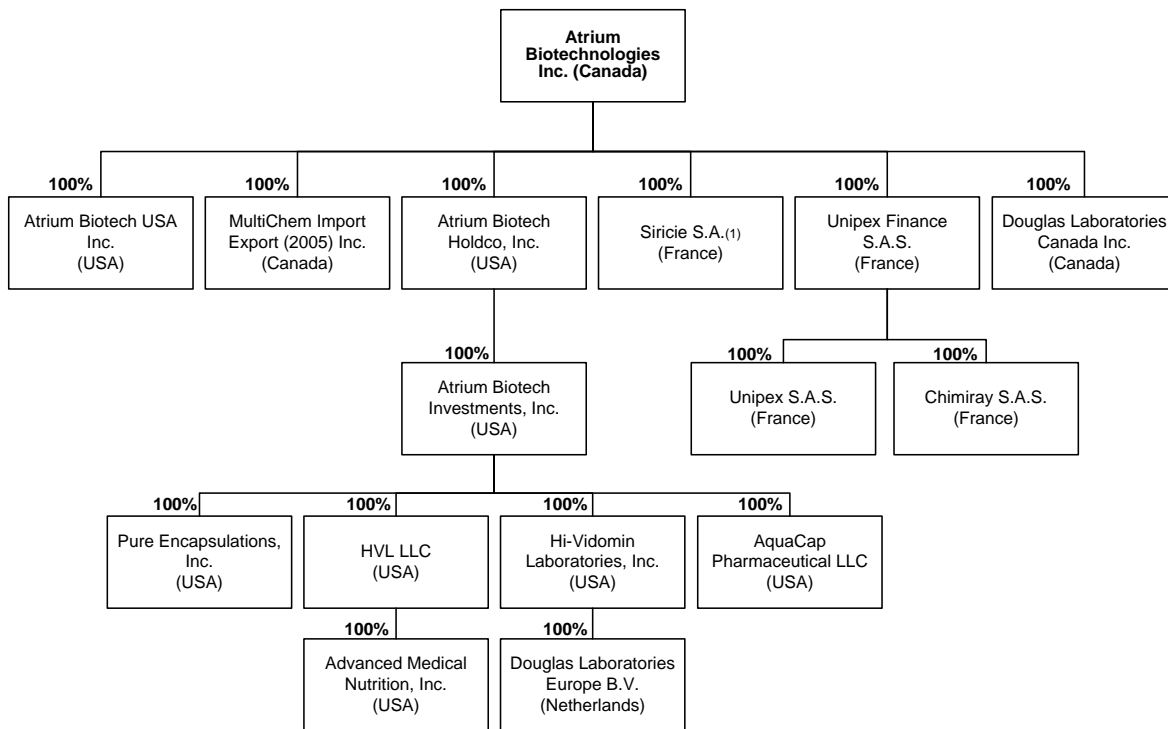 Atrium
Biotechnologies
Inc. (Canada)
100%
Atrium Biotech USA
Inc.
(USA)
100%
MultiChem Import
Export (2005) Inc.
(Canada)
100%
Atrium Biotech
Holdco, Inc.
(USA)
100%
Siricie S.A.(1)
(France)
100%
Unipex Finance
S.A.S.
(France)
100%
Douglas Laboratories
Canada Inc.
(Canada)
100%
Atrium Biotech
Investments, Inc.
(USA)
100%
Unipex S.A.S.
(France)
100%
Chimiray S.A.S.
(France)
100%
Pure Encapsulations,
Inc.
(USA)
100%
HVL LLC
(USA)
100%
Hi-Vidomin
Laboratories, Inc.
(USA)
100%
AquaCap
Pharmaceutical LLC
(USA)
100%
Advanced Medical
Nutrition, Inc.
(USA)
100%
Douglas Laboratories
Europe B.V.
(Netherlands)